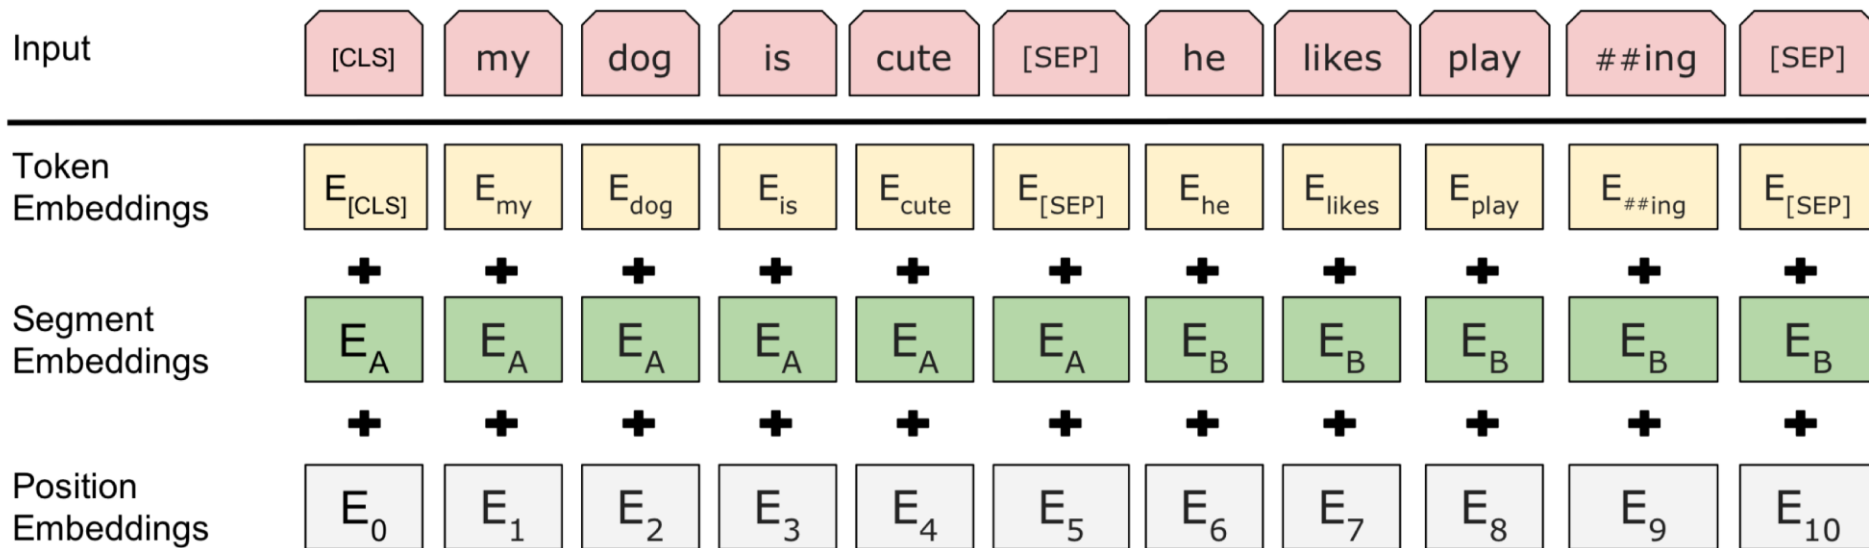 Input [CLS] my dog is cute [SEP] he likes play ##ing [SEP]
Token Embeddings E[CLS] Emy Edog Eis Ecute E[SEP] Ehe Elikes Eplay E##ing E[SEP]
+ + + + + + + + + + +
Segment Embeddings EA EA EA EA EA EA EB EB EB EB EB
+ + + + + + + + + + +
Position Embeddings E0 E1 E2 E3 E4 E5 E6 E7 E8 E9 E10